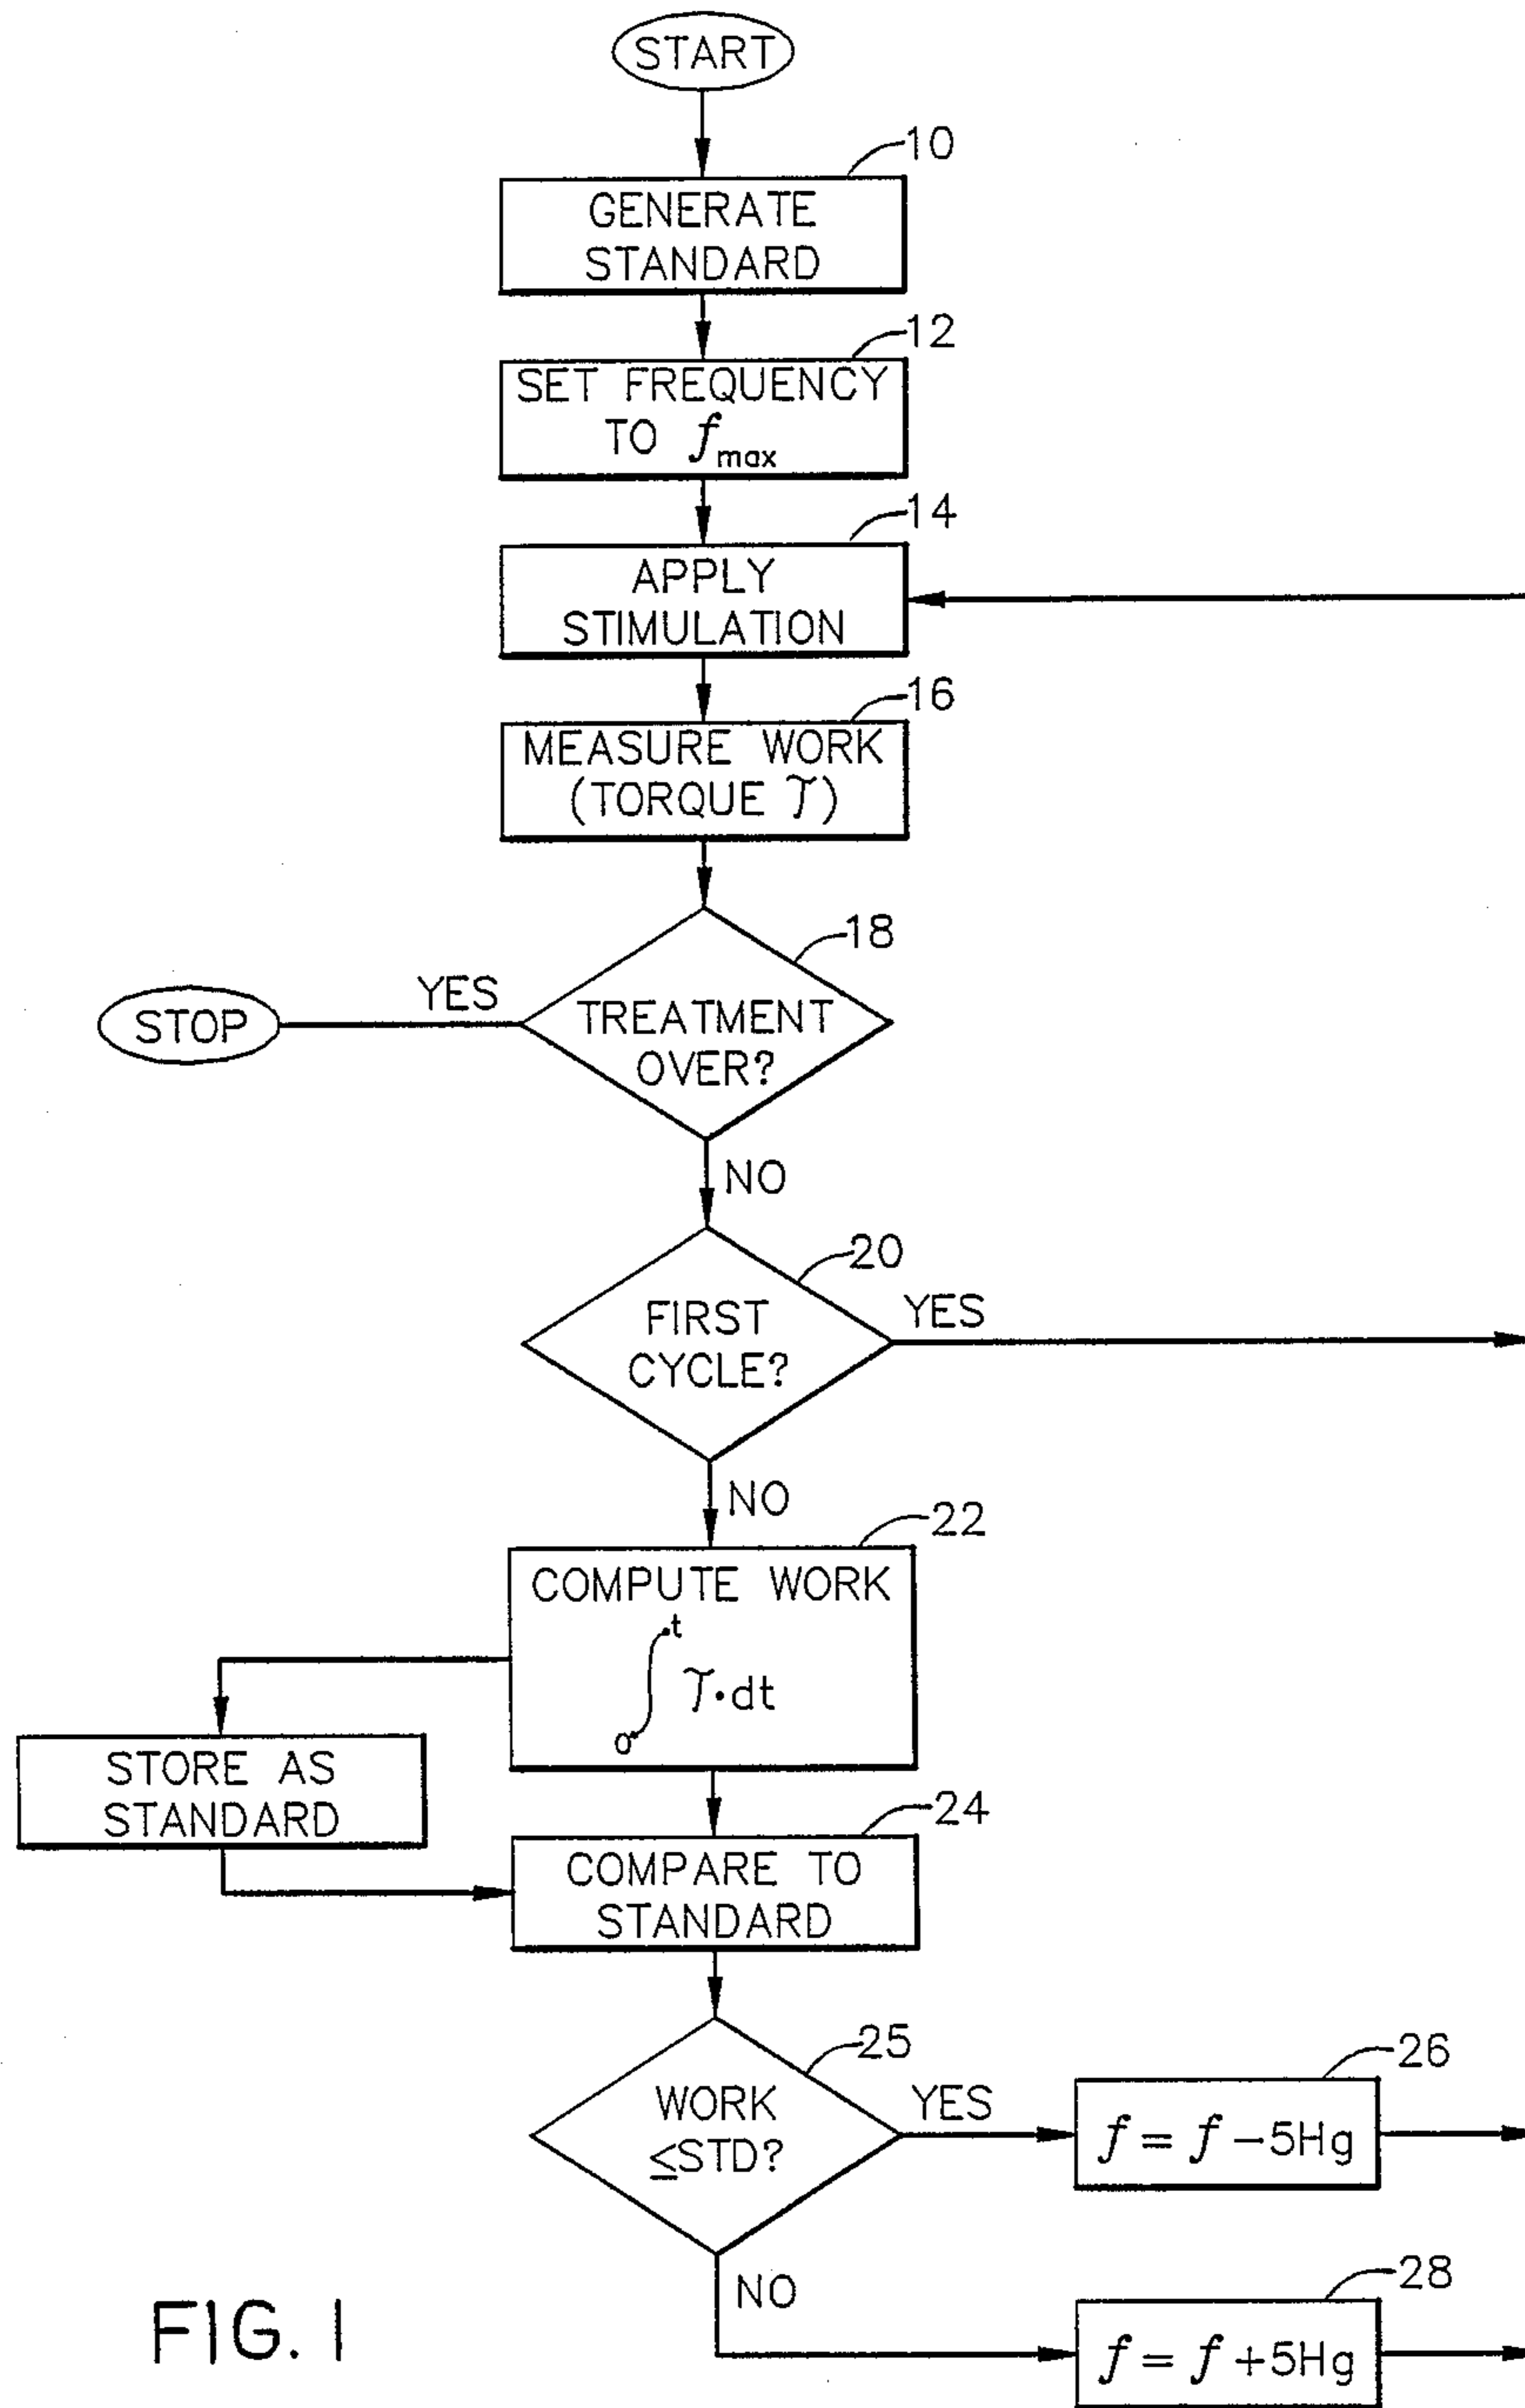 START
10
GENERATE
STANDARD
12
SET FREQUENCY
TO f max
14
APPLY
STIMULATION
16
MEASURE WORK
(TORQUE 𝜏)
18
TREATMENT
OVER?
YES
STOP
NO
20
FIRST
CYCLE?
YES
NO
22
COMPUTE WORK
t
𝜏·dt
0
STORE AS
STANDARD
24
COMPARE TO
STANDARD
25
WORK
≤STD?
YES
26
f = f -5Hg
NO
28
f = f +5Hg
FIG. 1